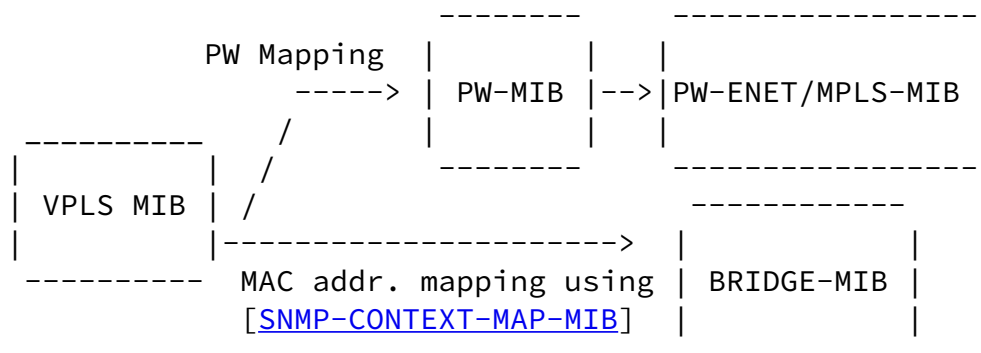 --------      -----------------
           PW Mapping  |        |  |
                -----> | PW-MIB |-->|PW-ENET/MPLS-MIB
 __________    /       |        |  |
|          |  /         --------      -----------------
| VPLS MIB | /                         ------------
|          |---------------------->  |            |
 ----------  MAC addr. mapping using | BRIDGE-MIB |
             [SNMP-CONTEXT-MAP-MIB]  |            |